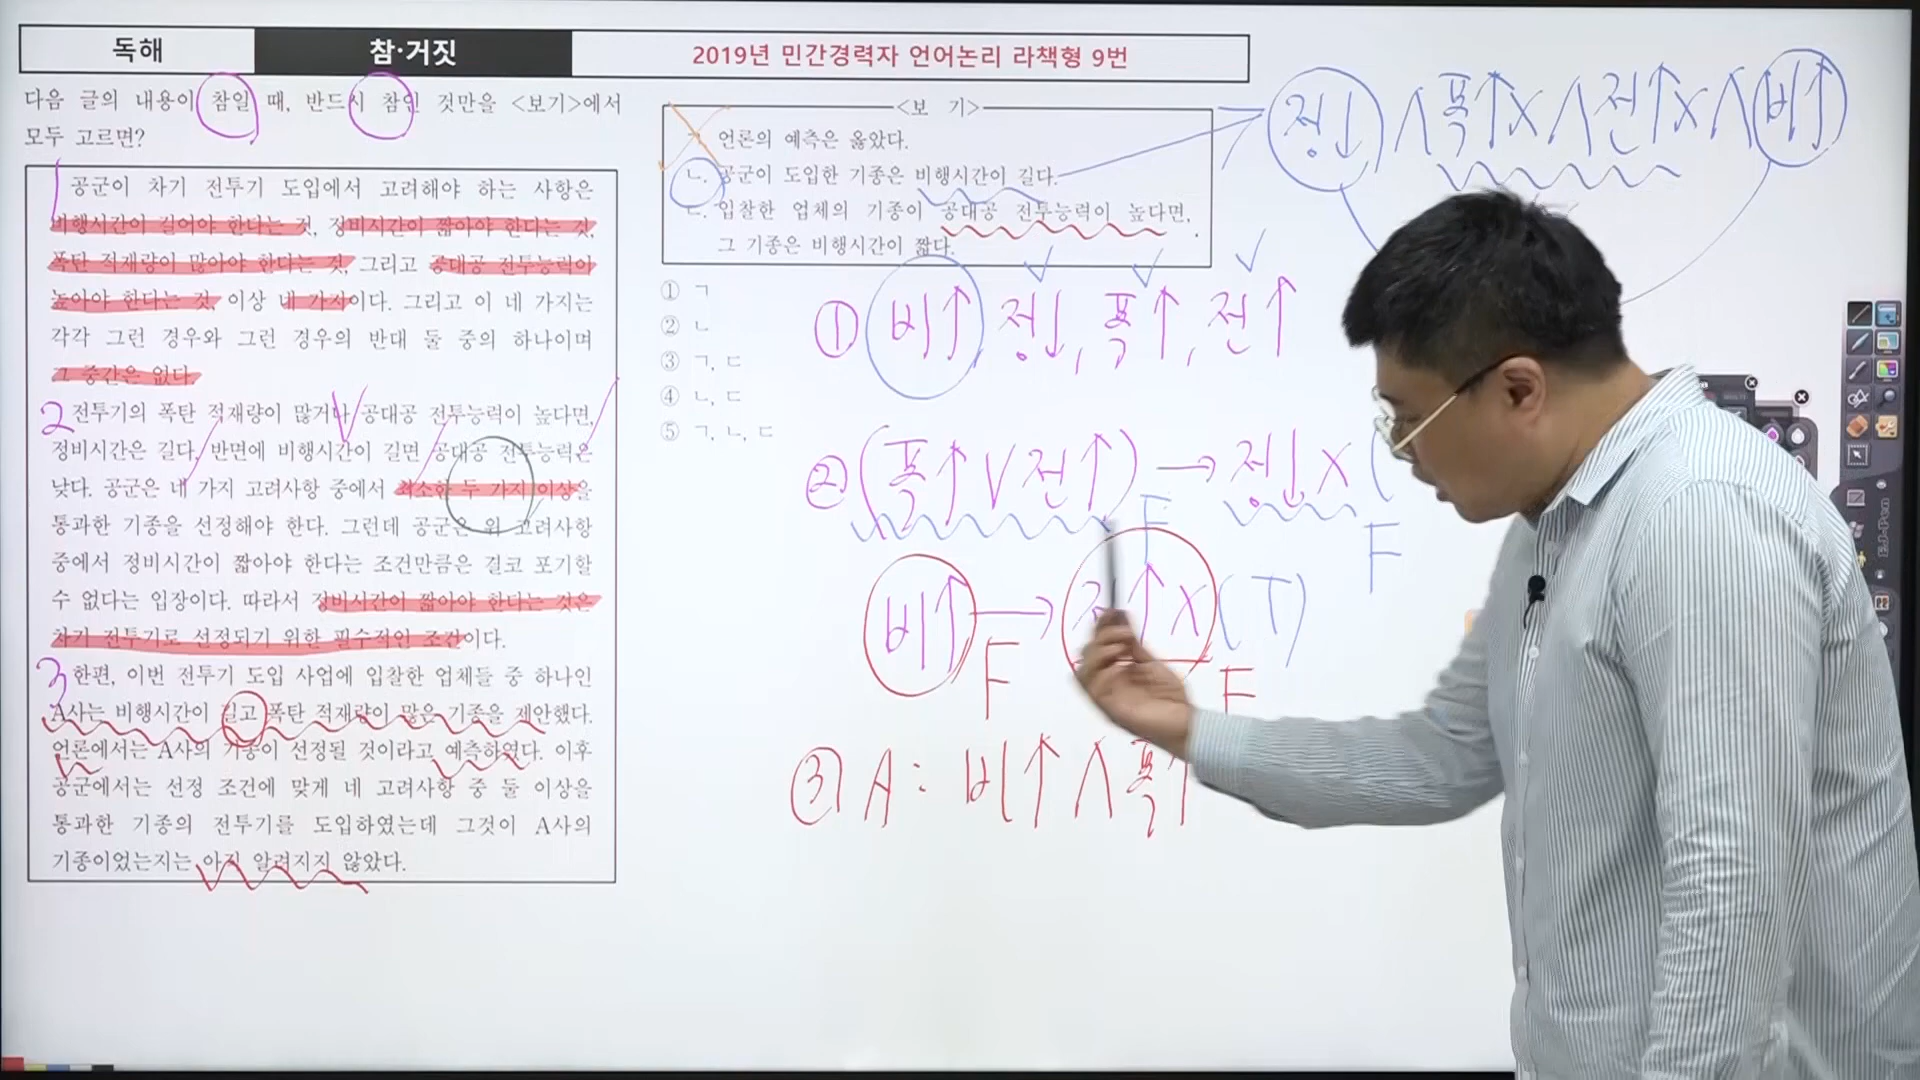 독해
참·거짓
2019년 민간경력자 언어논리 라책형 9번
다음 글의 내용이 참일 때, 반드시 참인 것만을 <보기>에서
모두 고르면?
1
공군이 차기 전투기 도입에서 고려해야 하는 사항은
비행시간이 길어야 한다는 것, 정비시간이 짧아야 한다는 것,
폭탄 적재량이 많아야 한다는 것, 그리고 공대공 전투능력이
높아야 한다는 것, 이상 네 가지이다. 그리고 이 네 가지는
각각 그런 경우와 그런 경우의 반대 둘 중의 하나이며
그 중간은 없다.
2
전투기의 폭탄 적재량이 많거나 공대공 전투능력이 높다면,
정비시간은 길다. 반면에 비행시간이 길면 공대공 전투능력은
낮다. 공군은 네 가지 고려사항 중에서 최소한 두 가지 이상을
통과한 기종을 선정해야 한다. 그런데 공군은 위 고려사항
중에서 정비시간이 짧아야 한다는 조건만큼은 결코 포기할
수 없다는 입장이다. 따라서 정비시간이 짧아야 한다는 것은
차기 전투기로 선정되기 위한 필수적인 조건이다.
3
한편, 이번 전투기 도입 사업에 입찰한 업체들 중 하나인
A사는 비행시간이 길고 폭탄 적재량이 많은 기종을 제안했다.
언론에서는 A사의 기종이 선정될 것이라고 예측하였다. 이후
공군에서는 선정 조건에 맞게 네 고려사항 중 둘 이상을
통과한 기종의 전투기를 도입하였는데 그것이 A사의
기종이었는지는 아직 알려지지 않았다.
<보 기>
ㄱ. 언론의 예측은 옳았다.
ㄴ. 공군이 도입한 기종은 비행시간이 길다.
ㄷ. 입찰한 업체의 기종이 공대공 전투능력이 높다면,
그 기종은 비행시간이 짧다.
① ㄱ
② ㄴ
③ ㄱ, ㄷ
④ ㄴ, ㄷ
⑤ ㄱ, ㄴ, ㄷ
정↓ ∧ 폭↑X ∧ 전↑X ∧ 비↑
① 비↑, 정↓, 폭↑, 전↑
② (폭↑ ∨ 전↑) → 정↓X (
F F
비↑ → 전↑X (T)
F F
③ A : 비↑ ∧ 폭↑